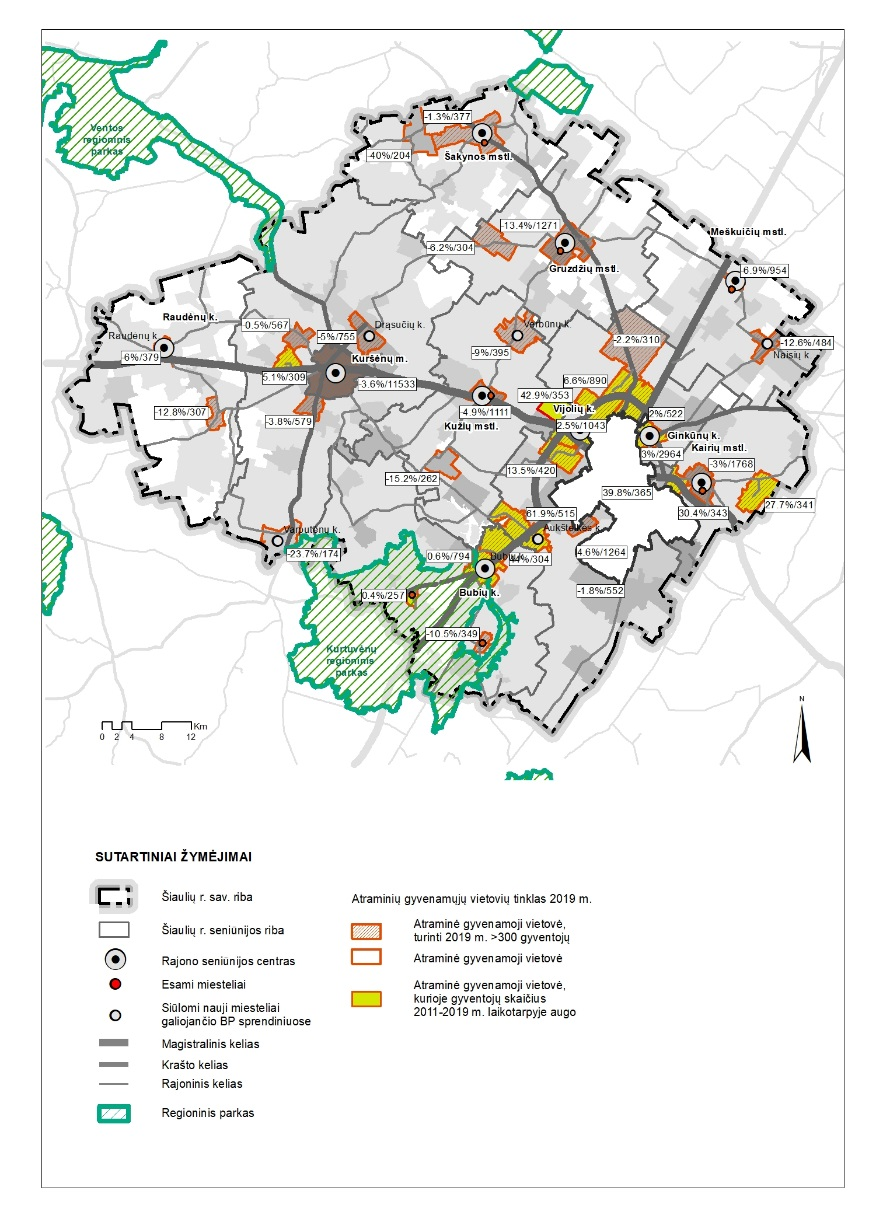 -1.3%/377
Ventos
regioninis
parkas
-40%/204
Šakynos mstl.
-13.4%/1271
-6.2%/304
Meškuičių mstl.
Gruzdžių mstl.
-6.9%/954
Raudėnų k.
-0.5%/567
Drąsučių k.
Verbūnų k.
Raudėnų k.
-5%/755
-2.2%/310
-12.6%/484
6%/379
Kuršėnų m.
-9%/395
Naisių k.
5.1%/309
-3.6%/11533
6.6%/890
42.9%/353
-12.8%/307
-4.9%/1111
Vijolių k.
2%/522
-3.8%/579
Kužių mstl.
2.5%/1043
Ginkūnų k.
Kairių mstl.
3%/2964
-3%/1768
13.5%/420
-15.2%/262
39.8%/365
27.7%/341
61.9%/515
30.4%/343
Varputėnų k.
Aukštelkės k.
-23.7%/174
0.6%/794
Bubių k.
/304
4.6%/1264
0.4%/257
Bubių k.
-1.8%/552
-10.5%/349
Kurtuvėnų
regioninis
parkas
N
Km
0 2 4 8 12
SUTARTINIAI ŽYMĖJIMAI
Šiaulių r. sav. riba
Šiaulių r. seniūnijos riba
Rajono seniūnijos centras
Esami miesteliai
Siūlomi nauji miesteliai
galiojančio BP sprendiniuose
Magistralinis kelias
Krašto kelias
Rajoninis kelias
Regioninis parkas
Atraminių gyvenamųjų vietovių tinklas 2019 m.
Atraminė gyvenamoji vietovė,
turinti 2019 m. >300 gyventojų
Atraminė gyvenamoji vietovė
Atraminė gyvenamoji vietovė,
kurioje gyventojų skaičius
2011-2019 m. laikotarpyje augo